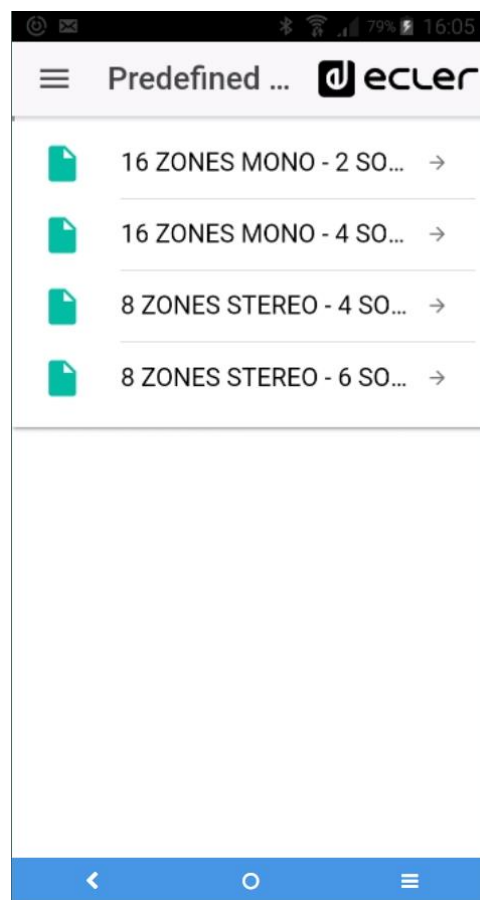 79% 16:05
Predefined ... ecler
16 ZONES MONO - 2 SO...
16 ZONES MONO - 4 SO...
8 ZONES STEREO - 4 SO...
8 ZONES STEREO - 6 SO...